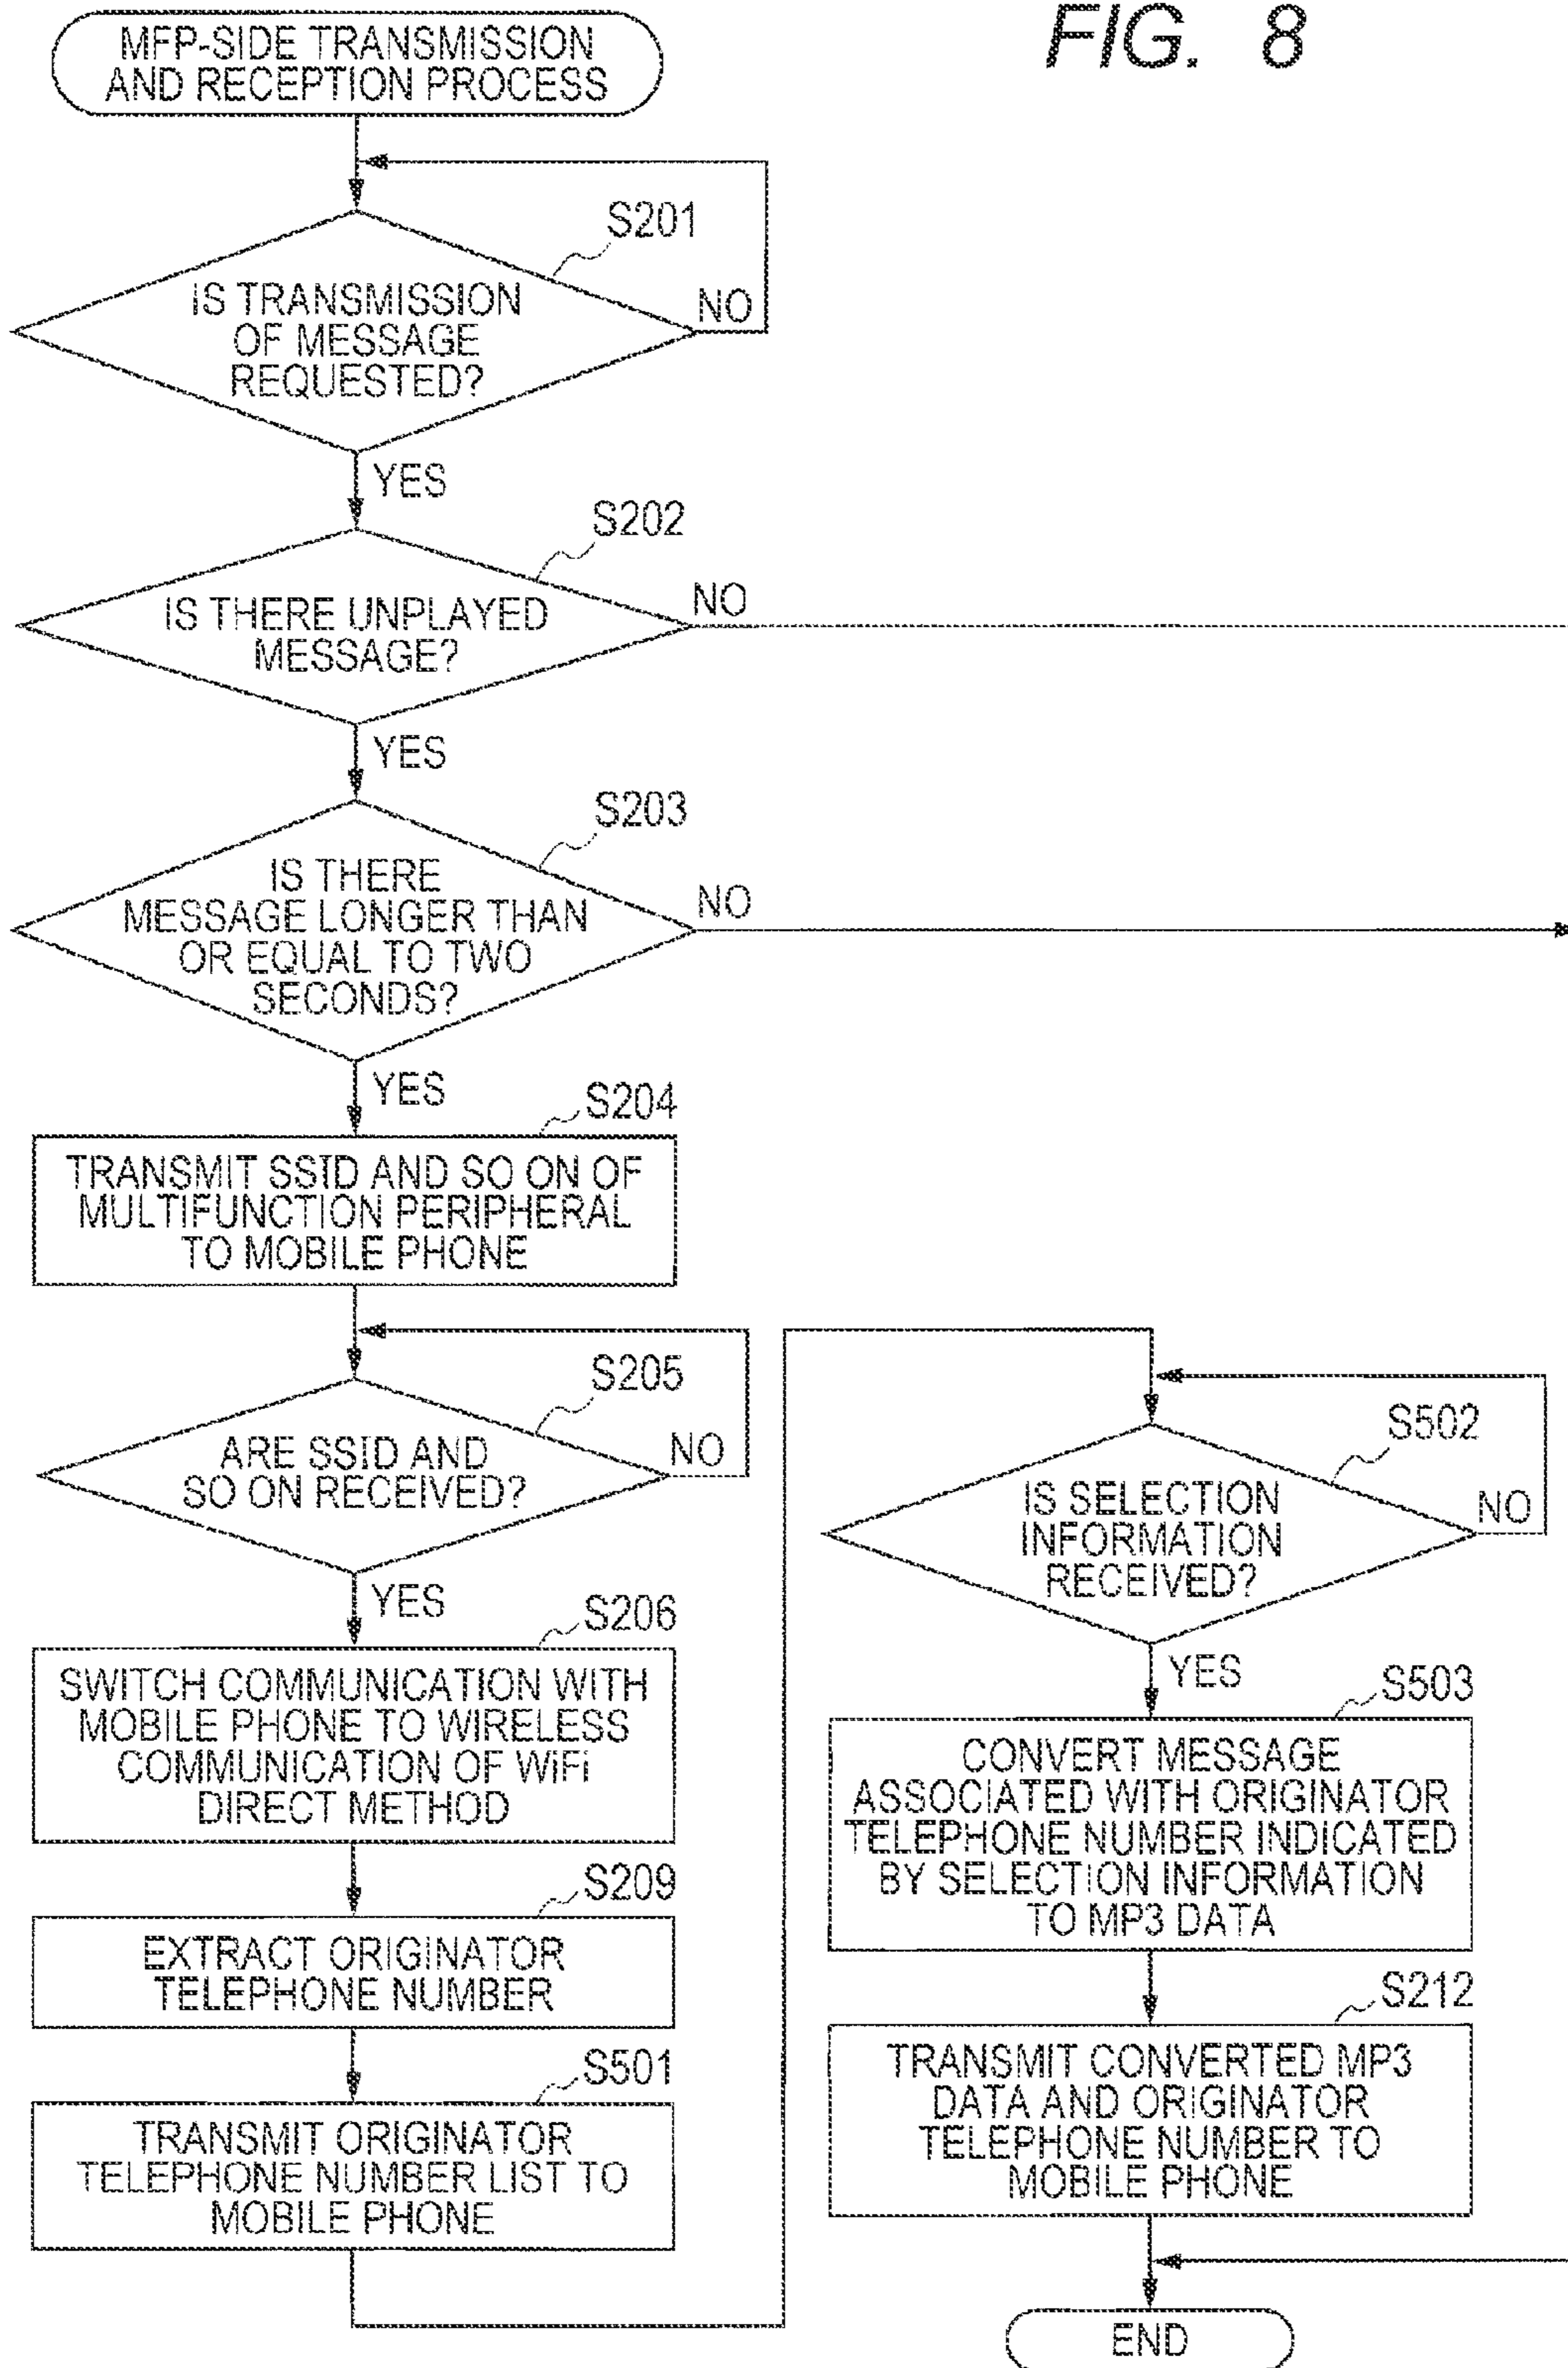 FIG. 8
MFP-SIDE TRANSMISSION
AND RECEPTION PROCESS
S201
IS TRANSMISSION
OF MESSAGE
REQUESTED?
NO
YES
S202
IS THERE UNPLAYED
MESSAGE?
NO
YES
S203
IS THERE
MESSAGE LONGER THAN
OR EQUAL TO TWO
SECONDS?
NO
YES
S204
TRANSMIT SSID AND SO ON OF
MULTIFUNCTION PERIPHERAL
TO MOBILE PHONE
S205
ARE SSID AND
SO ON RECEIVED?
NO
YES
S206
SWITCH COMMUNICATION WITH
MOBILE PHONE TO WIRELESS
COMMUNICATION OF WiFi
DIRECT METHOD
S209
EXTRACT ORIGINATOR
TELEPHONE NUMBER
S501
TRANSMIT ORIGINATOR
TELEPHONE NUMBER LIST TO
MOBILE PHONE
S502
IS SELECTION
INFORMATION
RECEIVED?
NO
YES
S503
CONVERT MESSAGE
ASSOCIATED WITH ORIGINATOR
TELEPHONE NUMBER INDICATED
BY SELECTION INFORMATION
TO MP3 DATA
S212
TRANSMIT CONVERTED MP3
DATA AND ORIGINATOR
TELEPHONE NUMBER TO
MOBILE PHONE
END